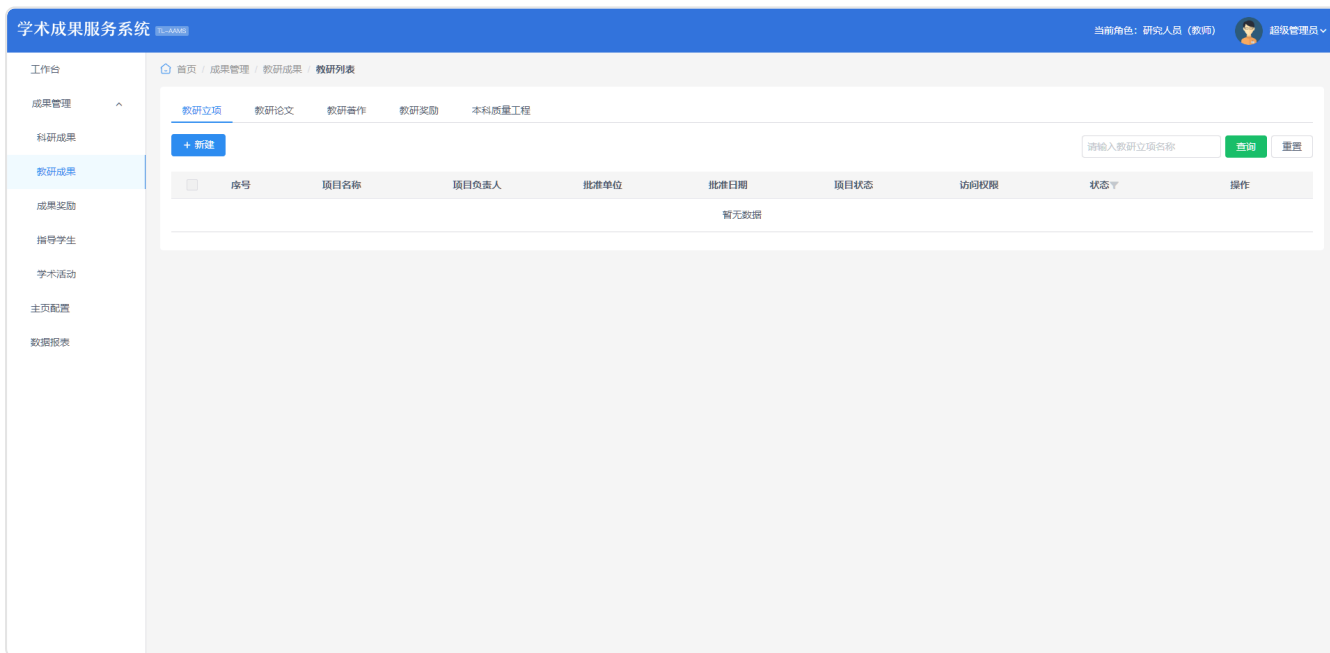 学术成果服务系统 TL-AAMS 当前角色：研究人员（教师） 超级管理员
工作台
首页 / 成果管理 / 教研成果 / 教研列表
成果管理
科研成果
教研成果
成果奖励
指导学生
学术活动
主页配置
数据报表
教研立项 教研论文 教研著作 教研奖励 本科质量工程
+ 新建 请输入教研立项名称 查询 重置
序号 项目名称 项目负责人 批准单位 批准日期 项目状态 访问权限 状态 操作
暂无数据